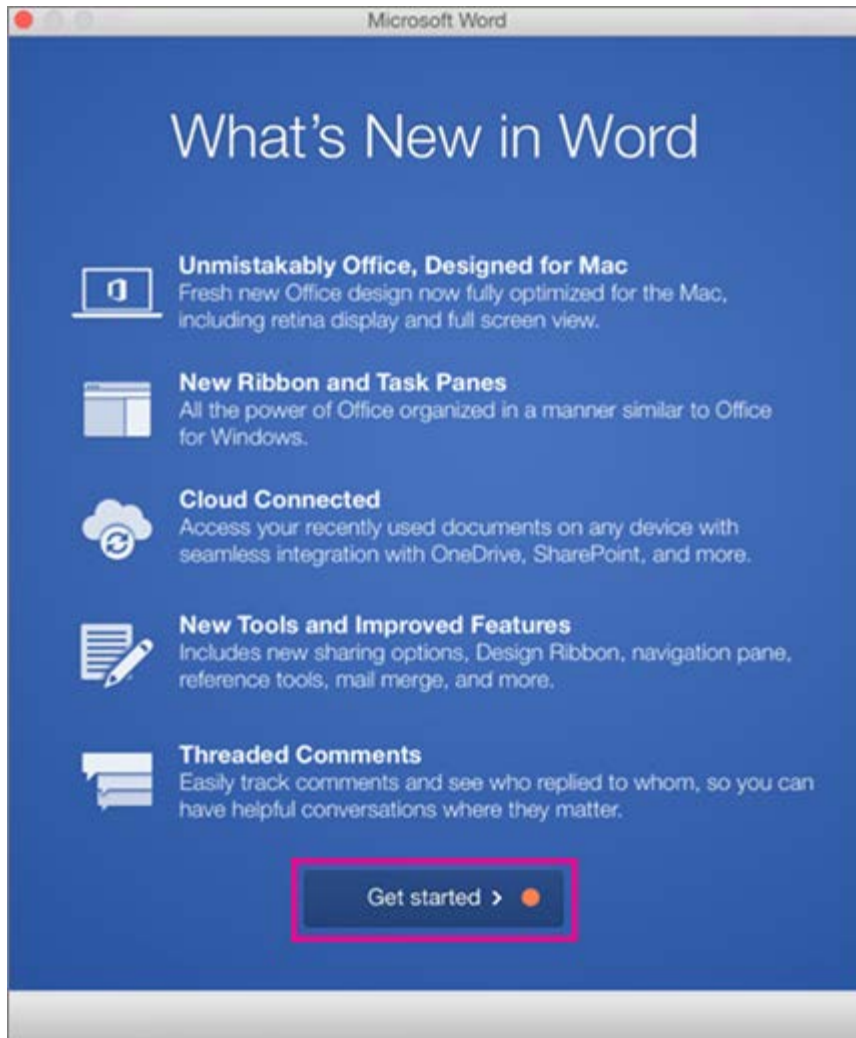 Microsoft Word
What's New in Word
Unmistakably Office, Designed for Mac
Fresh new Office design now fully optimized for the Mac,
including retina display and full screen view.
New Ribbon and Task Panes
All the power of Office organized in a manner similar to Office
for Windows.
Cloud Connected
Access your recently used documents on any device with
seamless integration with OneDrive, SharePoint, and more.
New Tools and Improved Features
Includes new sharing options, Design Ribbon, navigation pane,
reference tools, mail merge, and more.
Threaded Comments
Easily track comments and see who replied to whom, so you can
have helpful conversations where they matter.
Get started >